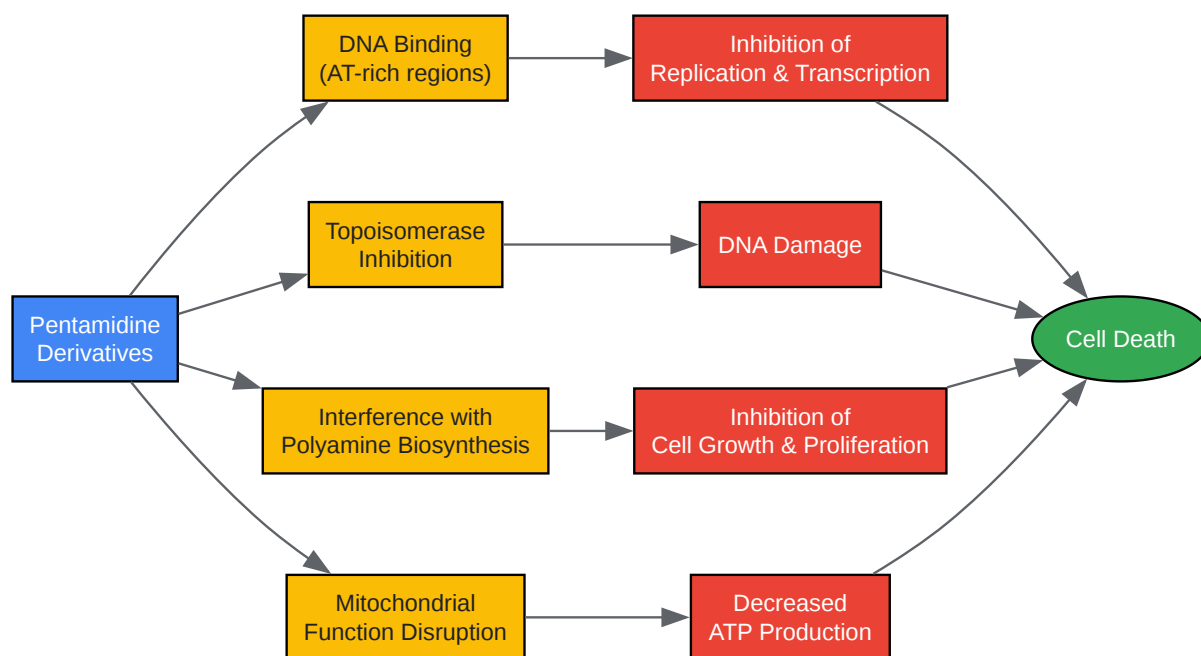 DNA Binding
(AT-rich regions)
Inhibition of
Replication & Transcription
Topoisomerase
Inhibition
DNA Damage
Pentamidine
Derivatives
Cell Death
Interference with
Polyamine Biosynthesis
Inhibition of
Cell Growth & Proliferation
Mitochondrial
Function Disruption
Decreased
ATP Production